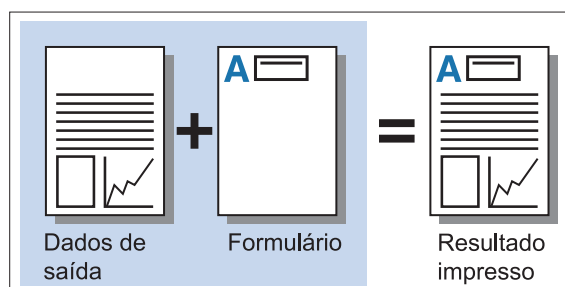 A
A
Dados de
saída
Formulário
Resultado
impresso